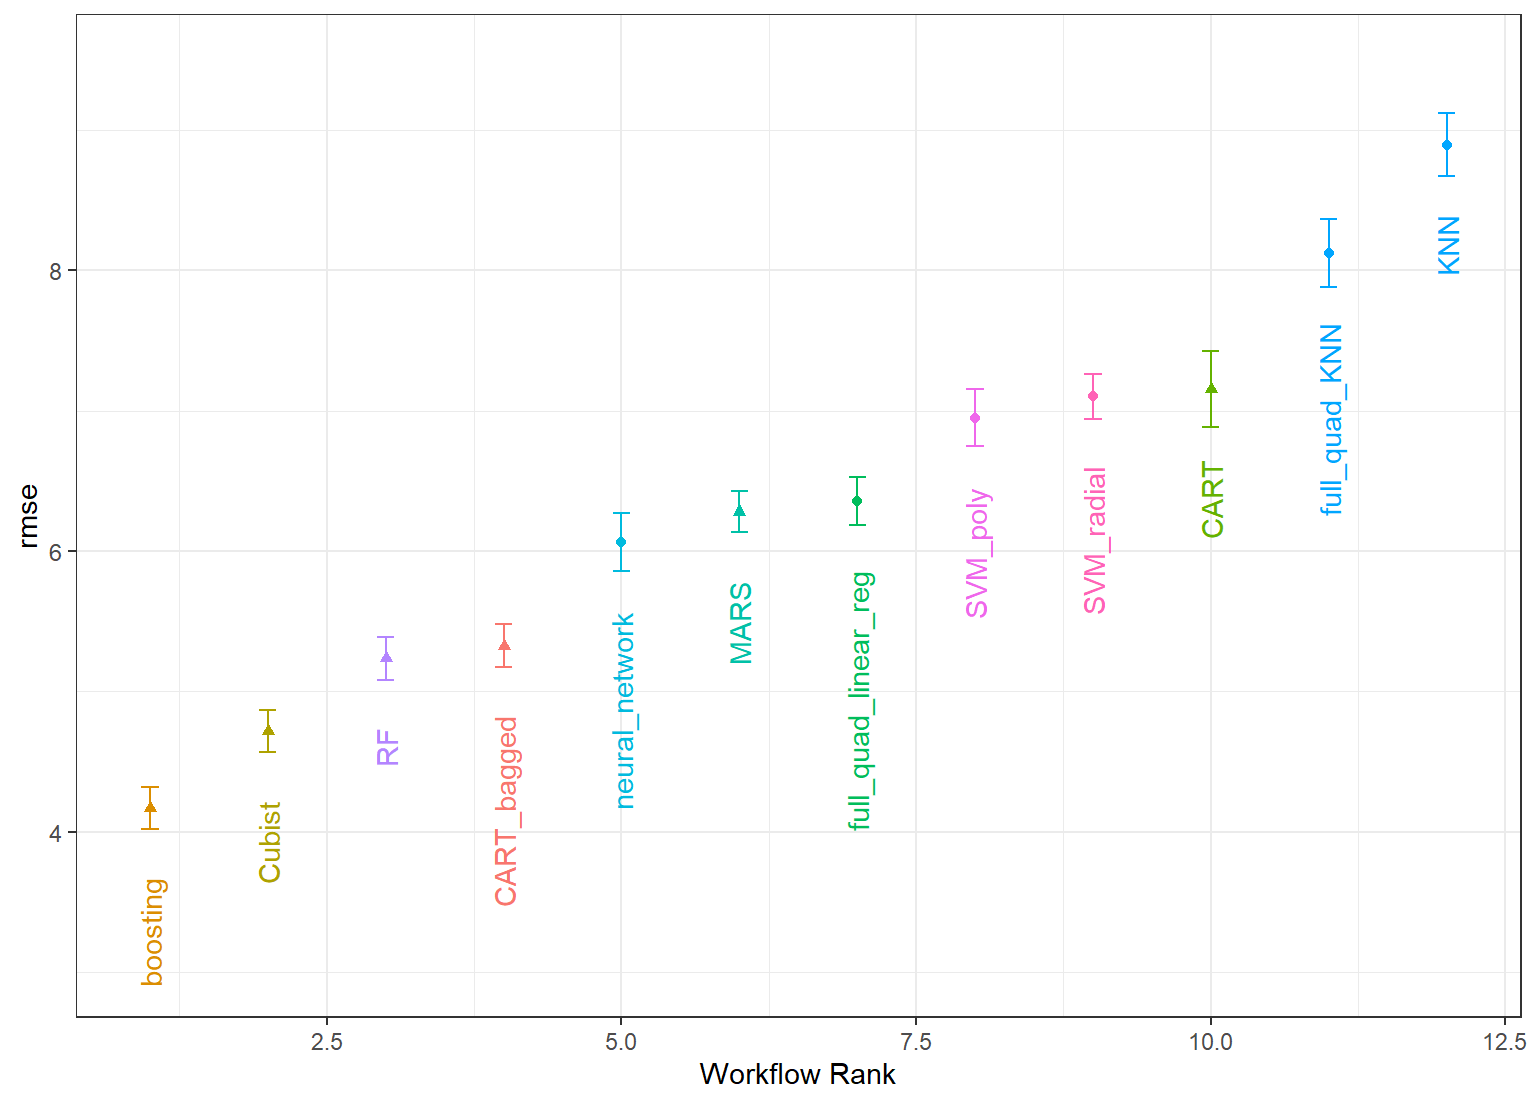 rmse
8
6
4
boosting
Cubist
RF
CART_bagged
neural_network
MARS
full_quad_linear_reg
SVM_poly
SVM_radial
CART
full_quad_KNN
KNN
2.5
5.0
7.5
10.0
12.5
Workflow Rank